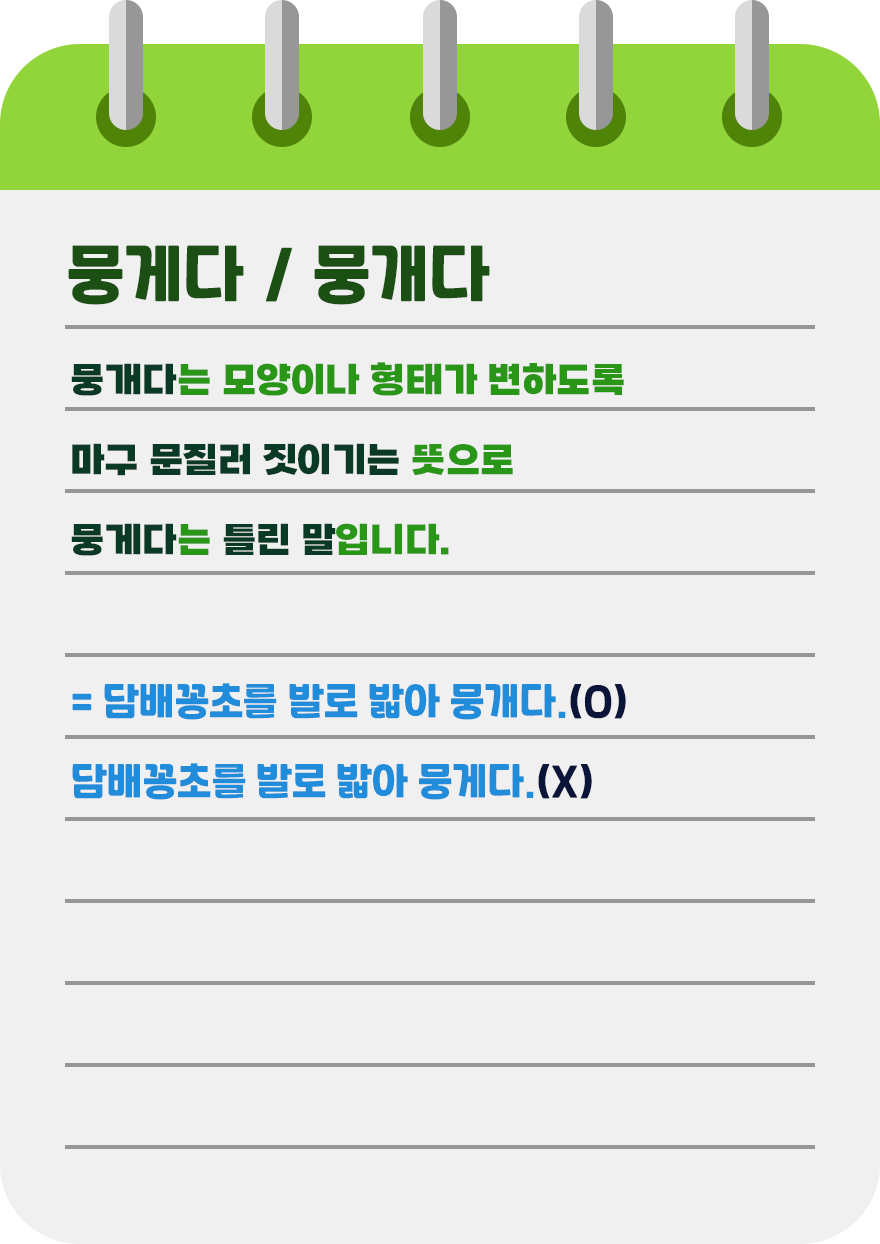 뭉게다 / 뭉개다
뭉개다는 모양이나 형태가 변하도록
마구 문질러 짓이기는 뜻으로
뭉게다는 틀린 말입니다.
= 담배꽁초를 발로 밟아 뭉개다.(O)
담배꽁초를 발로 밟아 뭉게다.(X)